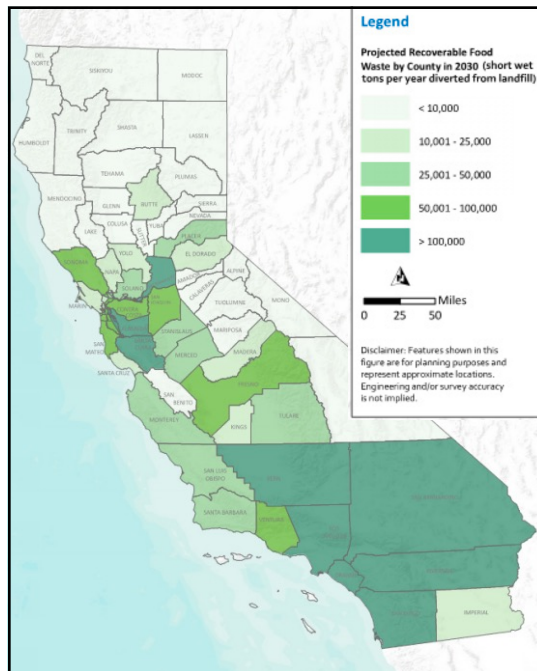 Legend
Projected Recoverable Food
Waste by County in 2030 (short wet
tons per year diverted from landfill)
< 10,000
10,001 - 25,000
25,001 - 50,000
50,001 - 100,000
> 100,000
Miles
0 25 50
Disclaimer: Features shown in this
figure are for planning purposes and
represent approximate locations.
Engineering and/or survey accuracy
is not implied.
DEL
NORTE
SISKIYOU
MODOC
HUMBOLDT
TRINITY
SHASTA
LASSEN
TEHAMA
PLUMAS
MENDOCINO
GLENN
BUTTE
SIERRA
LAKE
COLUSA
SUTTER
YUBA
NEVADA
PLACER
SONOMA
NAPA
YOLO
EL DORADO
ALPINE
SOLANO
AMADOR
MARIN
CALAVERAS
TUOLUMNE
MONO
SAN
MATEO
STANISLAUS
MARIPOSA
SANTA CRUZ
MERCED
MADERA
SAN
BENITO
FRESNO
MONTEREY
KINGS
TULARE
SAN LUIS
OBISPO
KERN
SANTA BARBARA
VENTURA
IMPERIAL